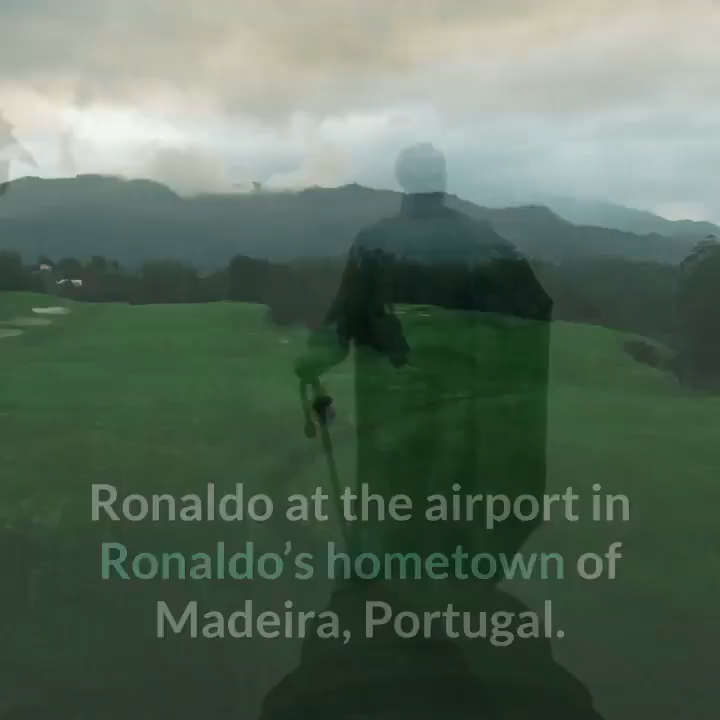 Ronaldo at the airport in
Ronaldo’s hometown of
Madeira, Portugal.